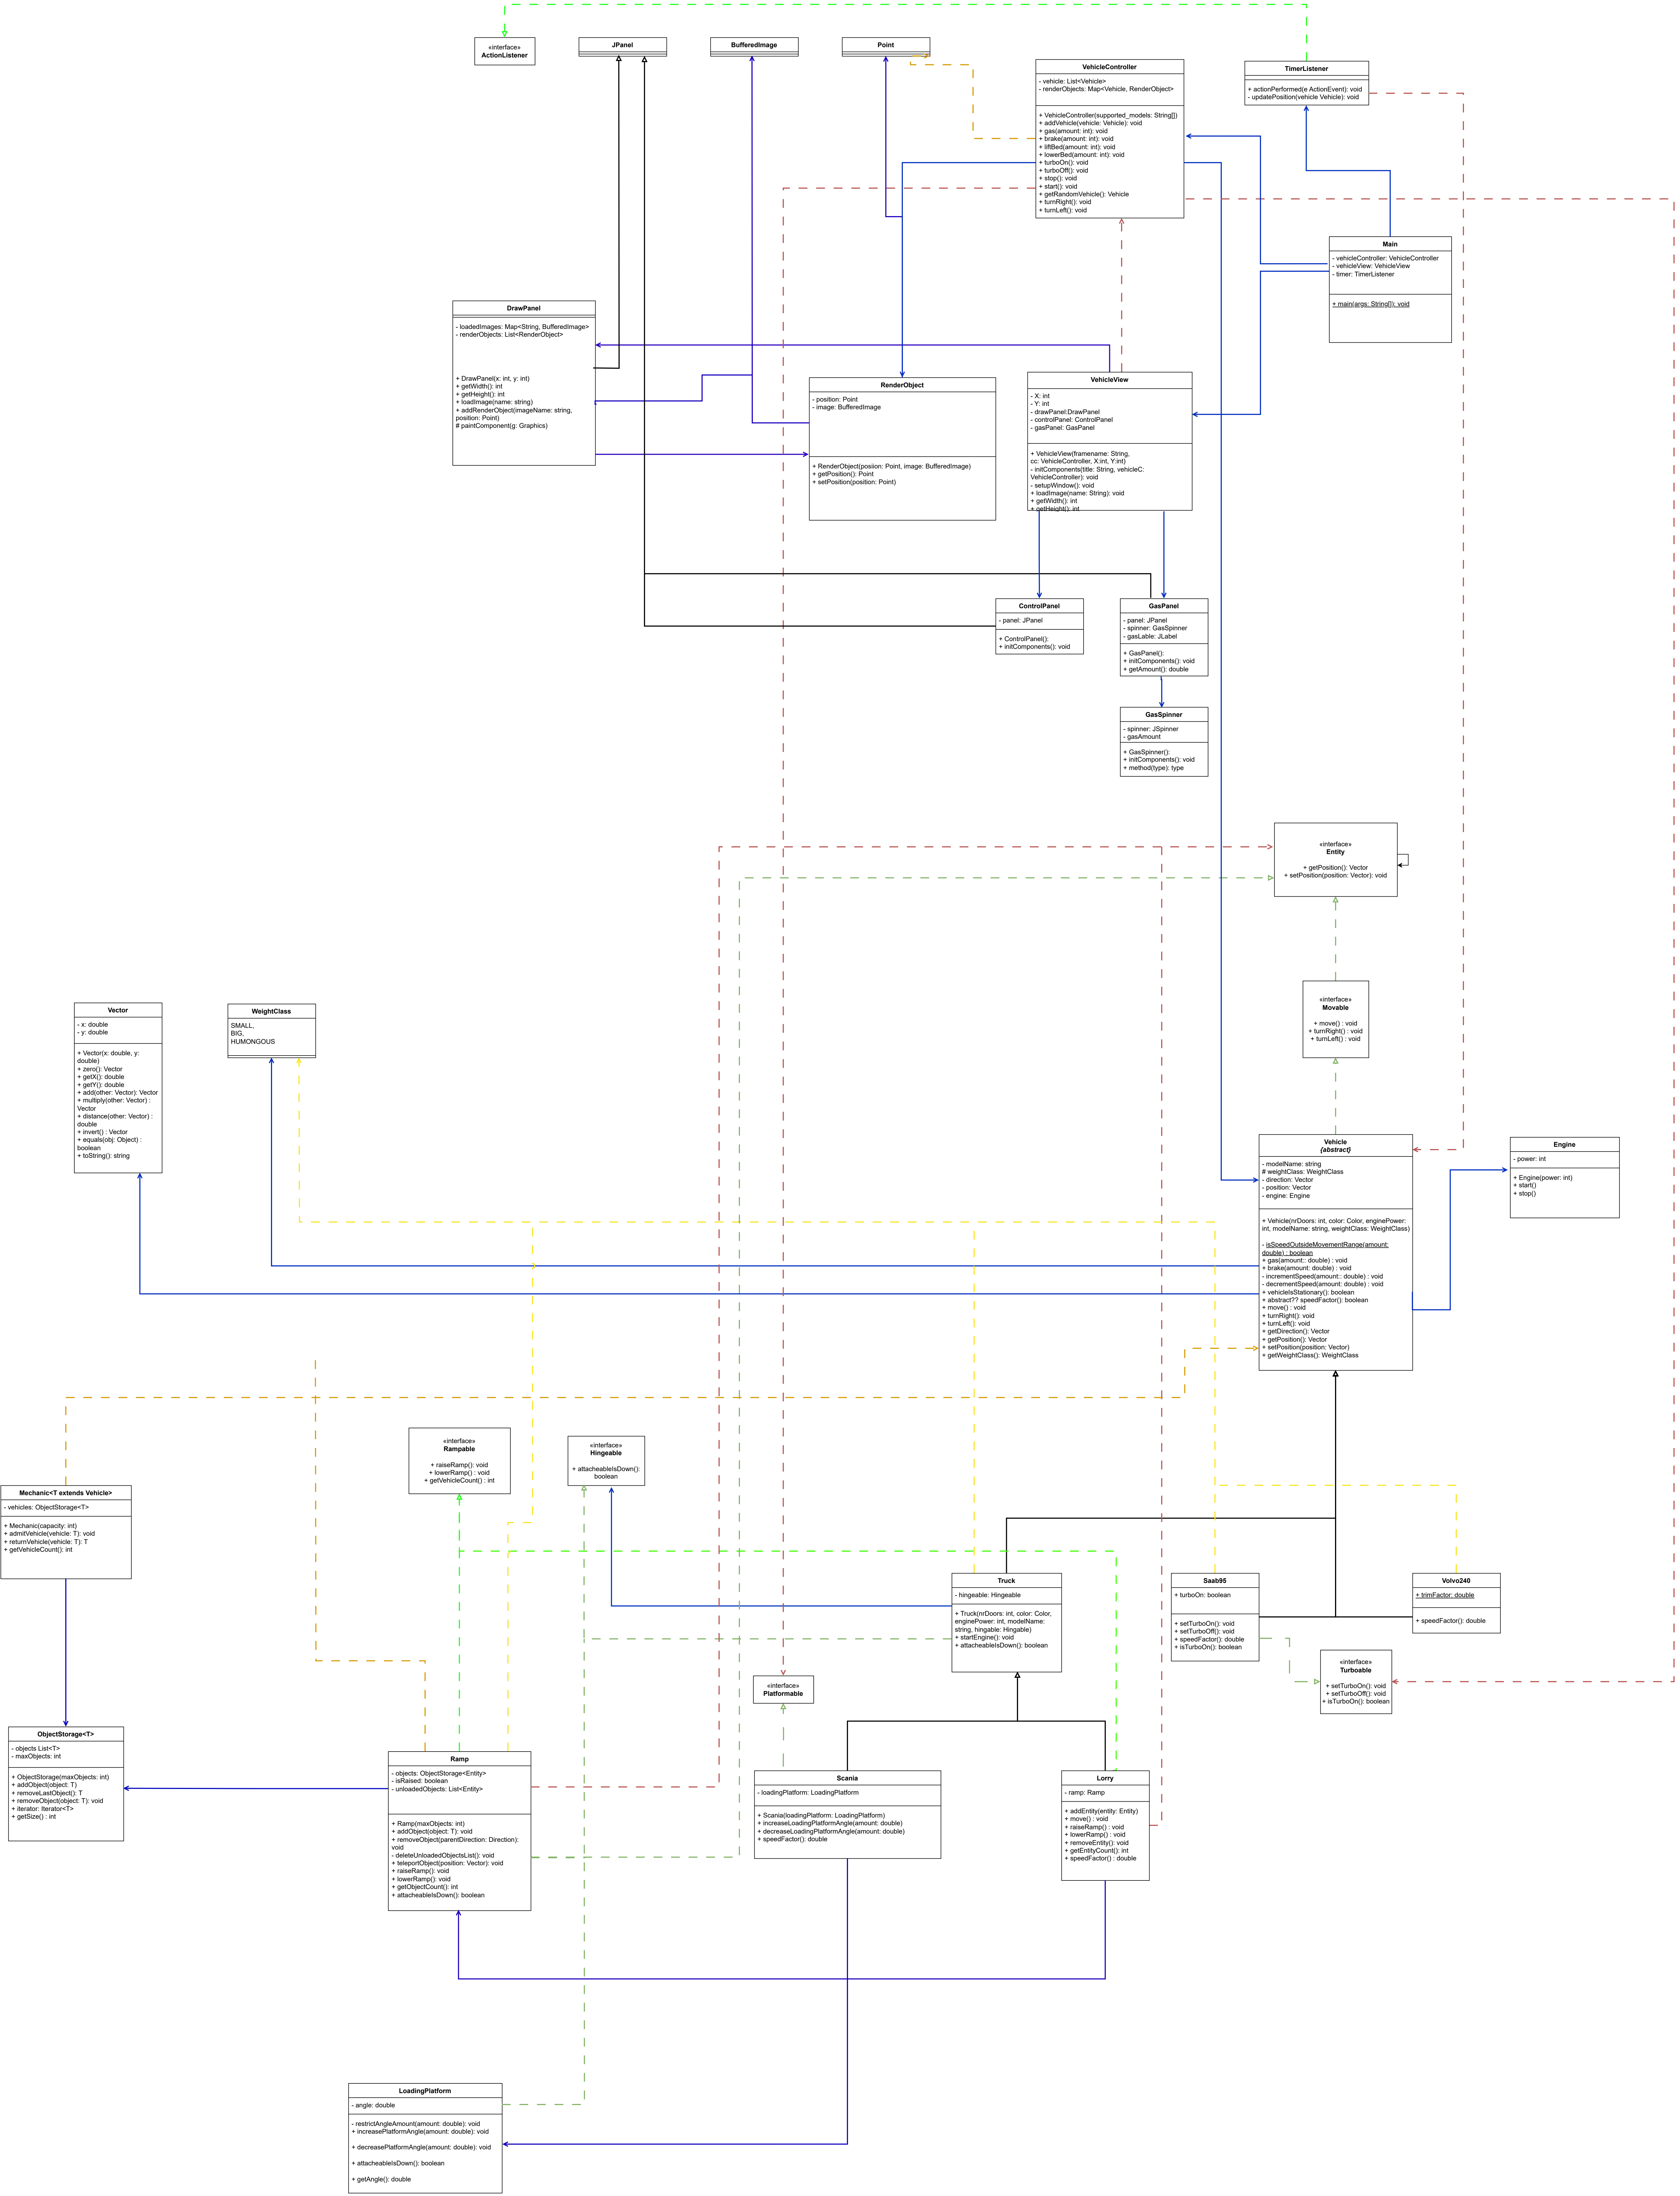 «interface»
ActionListener
JPanel
BufferedImage
Point
VehicleController
- vehicle: List<Vehicle>
- renderObjects: Map<Vehicle, RenderObject>
+ VehicleController(supported_models: String[])
+ addVehicle(vehicle: Vehicle): void
+ gas(amount: int): void
+ brake(amount: int): void
+ liftBed(amount: int): void
+ lowerBed(amount: int): void
+ turboOn(): void
+ turboOff(): void
+ stop(): void
+ start(): void
+ getRandomVehicle(): Vehicle
+ turnRight(): void
+ turnLeft(): void
TimerListener
+ actionPerformed(e ActionEvent): void
- updatePosition(vehicle Vehicle): void
Main
- vehicleController: VehicleController
- vehicleView: VehicleView
- timer: TimerListener
+ main(args: String[]): void
DrawPanel
- loadedImages: Map<String, BufferedImage>
- renderObjects: List<RenderObject>
+ DrawPanel(x: int, y: int)
+ getWidth(): int
+ getHeight(): int
+ loadImage(name: string)
+ addRenderObject(imageName: string,
position: Point)
# paintComponent(g: Graphics)
RenderObject
- position: Point
- image: BufferedImage
+ RenderObject(posiion: Point, image: BufferedImage)
+ getPosition(): Point
+ setPosition(position: Point)
VehicleView
- X: int
- Y: int
- drawPanel:DrawPanel
- controlPanel: ControlPanel
- gasPanel: GasPanel
+ VehicleView(framename: String,
cc: VehicleController, X:int, Y:int)
- initComponents(title: String, vehicleC:
VehicleController): void
- setupWindow(): void
+ loadImage(name: String): void
+ getWidth(): int
+ getHeight(): int
ControlPanel
- panel: JPanel
+ ControlPanel():
+ initComponents(): void
GasPanel
- panel: JPanel
- spinner: GasSpinner
- gasLable: JLabel
+ GasPanel():
+ initComponents(): void
+ getAmount(): double
GasSpinner
- spinner: JSpinner
- gasAmount
+ GasSpinner():
+ initComponents(): void
+ method(type): type
«interface»
Entity
+ getPosition(): Vector
+ setPosition(position: Vector): void
«interface»
Movable
+ move() : void
+ turnRight() : void
+ turnLeft() : void
Vector
- x: double
- y: double
+ Vector(x: double, y:
double)
+ zero(): Vector
+ getX(): double
+ getY(): double
+ add(other: Vector): Vector
+ multiply(other: Vector) :
Vector
+ distance(other: Vector) :
double
+ invert() : Vector
+ equals(obj: Object) :
boolean
+ toString(): string
WeightClass
SMALL,
BIG,
HUMONGOUS
Vehicle
{abstract}
- modelName: string
# weightClass: WeightClass
- direction: Vector
- position: Vector
- engine: Engine
+ Vehicle(nrDoors: int, color: Color, enginePower:
int, modelName: string, weightClass: WeightClass)
- isSpeedOutsideMovementRange(amount:
double) : boolean
+ gas(amount:: double) : void
+ brake(amount: double) : void
- incrementSpeed(amount:: double) : void
- decrementSpeed(amount: double) : void
+ vehicleIsStationary(): boolean
+ abstract?? speedFactor(): boolean
+ move() : void
+ turnRight(): void
+ turnLeft(): void
+ getDirection(): Vector
+ getPosition(): Vector
+ setPosition(position: Vector)
+ getWeightClass(): WeightClass
Engine
- power: int
+ Engine(power: int)
+ start()
+ stop()
«interface»
Rampable
+ raiseRamp(): void
+ lowerRamp() : void
+ getVehicleCount() : int
«interface»
Hingeable
+ attacheableIsDown():
boolean
Mechanic<T extends Vehicle>
- vehicles: ObjectStorage<T>
+ Mechanic(capacity: int)
+ admitVehicle(vehicle: T): void
+ returnVehicle(vehicle: T): T
+ getVehicleCount(): int
Truck
- hingeable: Hingeable
+ Truck(nrDoors: int, color: Color,
enginePower: int, modelName:
string, hingable: Hingable)
+ startEngine(): void
+ attacheableIsDown(): boolean
Saab95
+ turboOn: boolean
+ setTurboOn(): void
+ setTurboOff(): void
+ speedFactor(): double
+ isTurboOn(): boolean
Volvo240
+ trimFactor: double
+ speedFactor(): double
«interface»
Turboable
+ setTurboOn(): void
+ setTurboOff(): void
+ isTurboOn(): boolean
«interface»
Platformable
ObjectStorage<T>
- objects List<T>
- maxObjects: int
+ ObjectStorage(maxObjects: int)
+ addObject(object: T)
+ removeLastObject(): T
+ removeObject(object: T): void
+ iterator: Iterator<T>
+ getSize() : int
Ramp
- objects: ObjectStorage<Entity>
- isRaised: boolean
- unloadedObjects: List<Entity>
+ Ramp(maxObjects: int)
+ addObject(object: T): void
+ removeObject(parentDirection: Direction):
void
- deleteUnloadedObjectsList(): void
+ teleportObject(position: Vector): void
+ raiseRamp(): void
+ lowerRamp(): void
+ getObjectCount(): int
+ attacheableIsDown(): boolean
Scania
- loadingPlatform: LoadingPlatform
+ Scania(loadingPlatform: LoadingPlatform)
+ increaseLoadingPlatformAngle(amount: double)
+ decreaseLoadingPlatformAngle(amount: double)
+ speedFactor(): double
Lorry
- ramp: Ramp
+ addEntity(entity: Entity)
+ move() : void
+ raiseRamp() : void
+ lowerRamp() : void
+ removeEntity(): void
+ getEntityCount(): int
+ speedFactor() : double
LoadingPlatform
- angle: double
- restrictAngleAmount(amount: double): void
+ increasePlatformAngle(amount: double): void
+ decreasePlatformAngle(amount: double): void
+ attacheableIsDown(): boolean
+ getAngle(): double